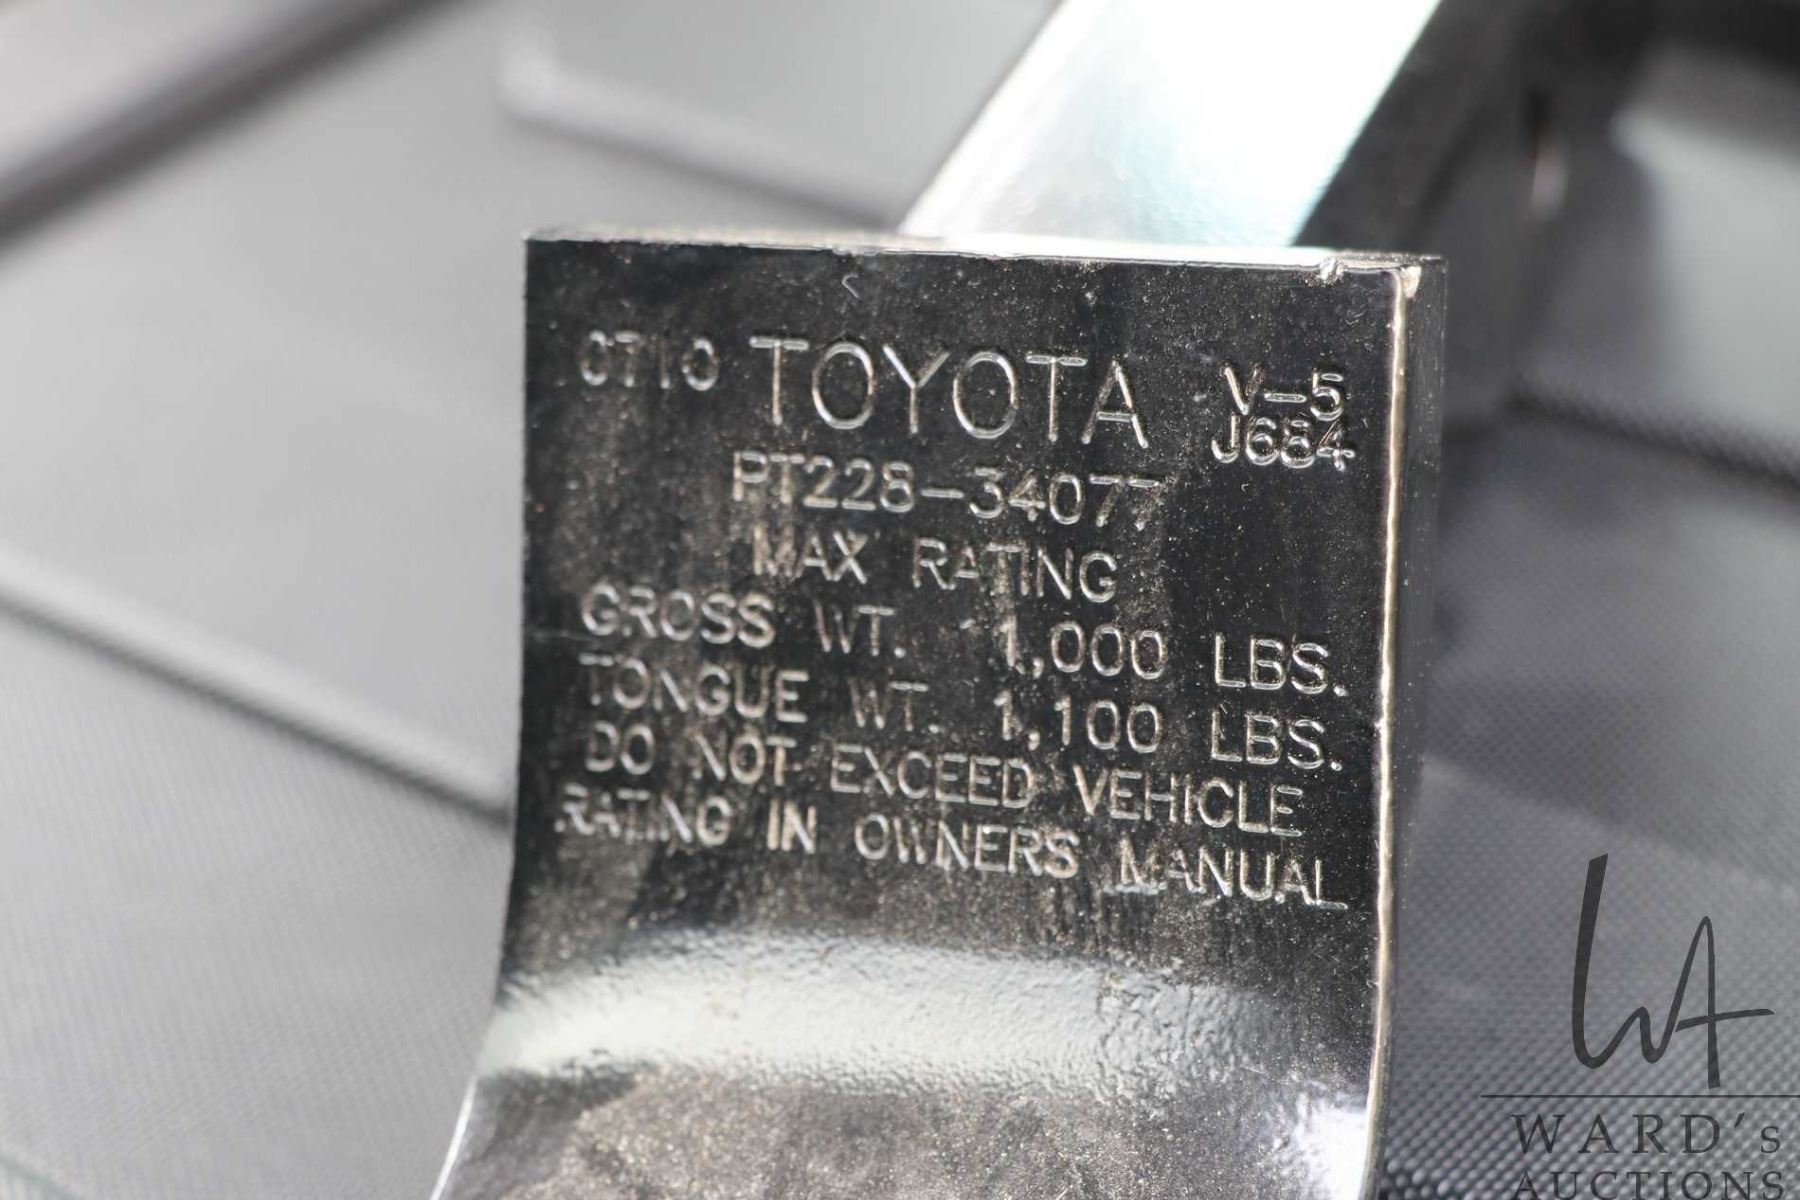 0710 TOYOTA V-5
J684
PT228-34077
MAX RATING
GROSS WT. 1,000 LBS.
TONGUE WT. 1,100 LBS.
DO NOT EXCEED VEHICLE
RATING IN OWNERS MANUAL
WA
WARD's
AUCTIONS